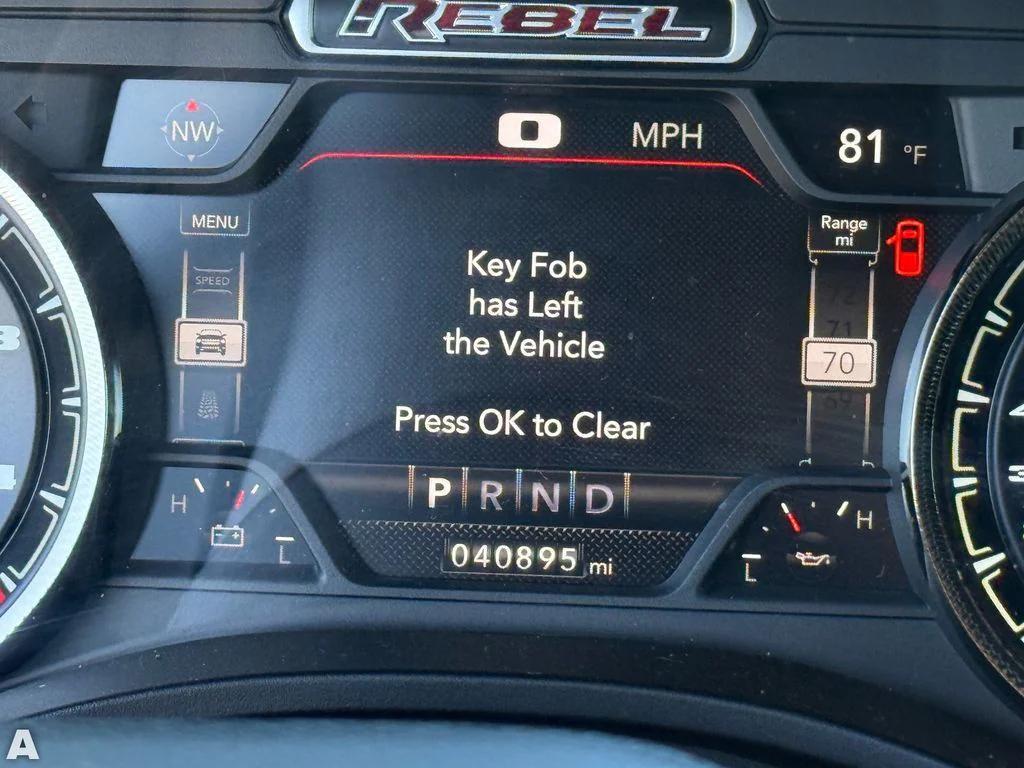 REBEL
NW
0 MPH
81 °F
MENU
Range
mi
SPEED
Key Fob
has Left
the Vehicle
71
70
69
Press OK to Clear
P R N D
H
H
L
L
040895 mi
A